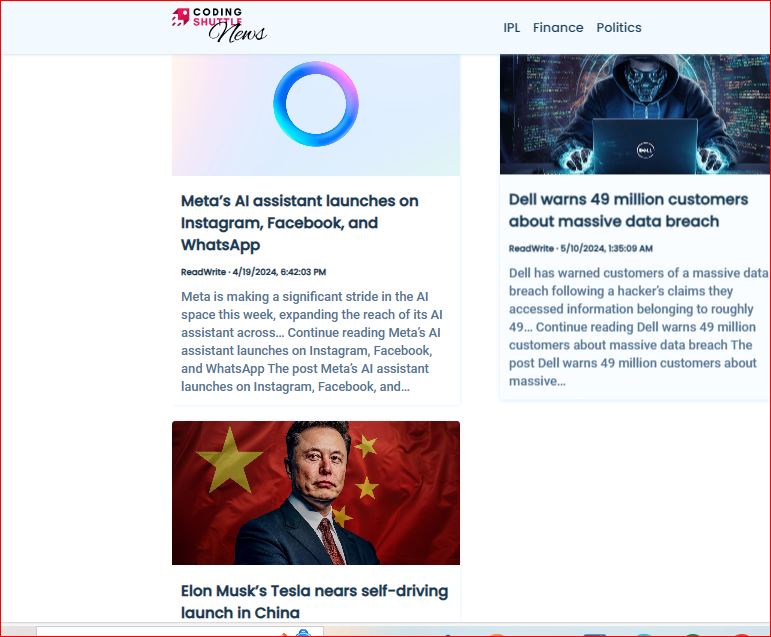 CODING
SHUTTLE
News
IPL
Finance
Politics
DELL
Meta’s AI assistant launches on
Instagram, Facebook, and
WhatsApp
ReadWrite · 4/19/2024, 6:42:03 PM
Meta is making a significant stride in the AI
space this week, expanding the reach of its AI
assistant across… Continue reading Meta’s AI
assistant launches on Instagram, Facebook,
and WhatsApp The post Meta’s AI assistant
launches on Instagram, Facebook, and...
Dell warns 49 million customers
about massive data breach
ReadWrite · 5/10/2024, 1:35:09 AM
Dell has warned customers of a massive data
breach following a hacker’s claims they
accessed information belonging to roughly
49… Continue reading Dell warns 49 million
customers about massive data breach The
post Dell warns 49 million customers about
massive...
Elon Musk’s Tesla nears self-driving
launch in China